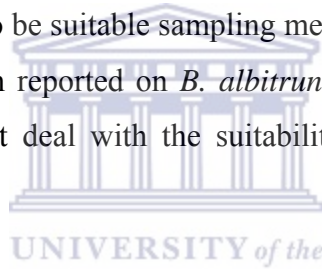 o be suitable sampling me
n reported on B. albitrun
t deal with the suitabilit
UNIVERSITY of the